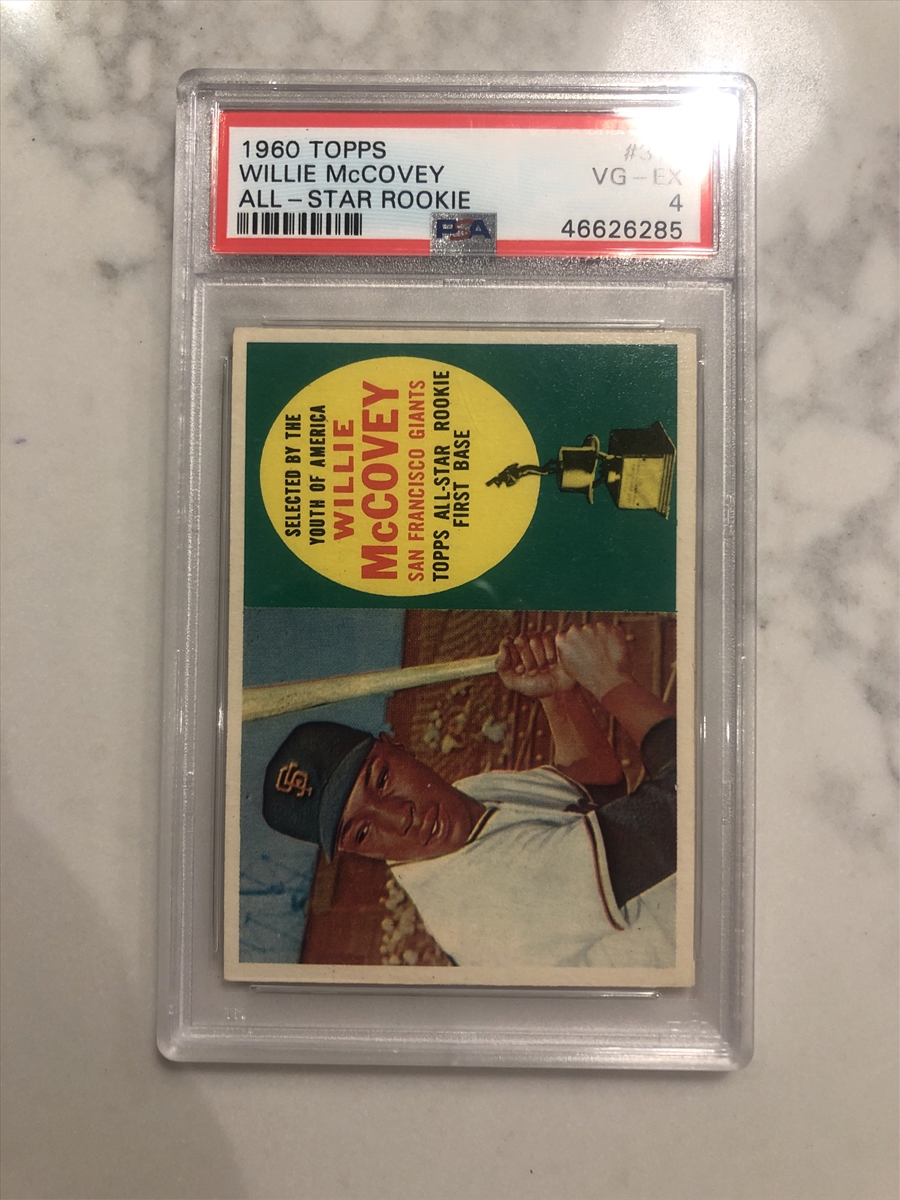 1960 TOPPS
WILLIE McCOVEY VG – EX
ALL – STAR ROOKIE 4
PSA 46626285
SELECTED BY THE
YOUTH OF AMERICA
WILLIE
McCOVEY
SAN FRANCISCO GIANTS
TOPPS ALL-STAR ROOKIE
FIRST BASE
SF